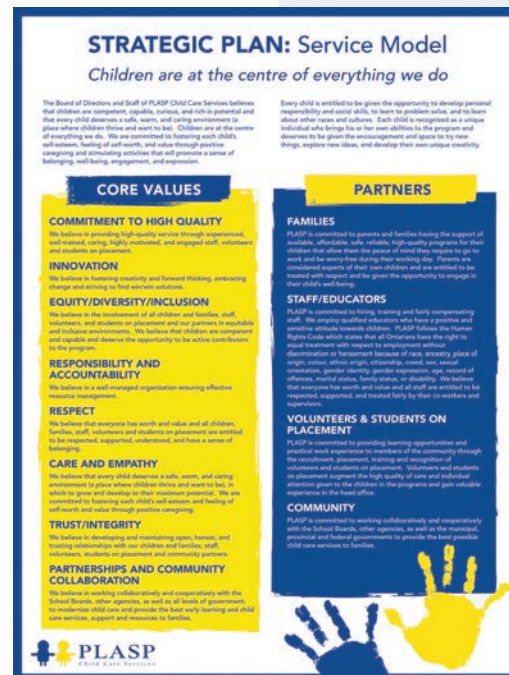 STRATEGIC PLAN: Service Model
Children are at the centre of everything we do
The Board of Directors and Staff of PLASP Child Care Services believes
that children are competent, capable, curious, and rich in potential and
that every child deserves a safe, warm, and caring environment (a
place where children thrive and want to be). Children are at the centre
of everything we do. We are committed to fostering each child's
self-esteem, feeling of self-worth, and value through positive
caregiving and stimulating activities that will promote a sense of
belonging, well-being, engagement, and expression.
Every child is entitled to be given the opportunity to develop personal
responsibility and social skills, to learn to problem solve, and to learn
about other races and cultures. Each child is recognized as a unique
individual who brings his or her own abilities to the program and
deserves to be given the encouragement and space to try new
things, explore new ideas, and develop their own unique creativity.
CORE VALUES
COMMITMENT TO HIGH QUALITY
We believe in providing high-quality service through experienced,
well-trained, caring, highly motivated, and engaged staff, volunteers
and students on placement.
INNOVATION
We believe in fostering creativity and forward thinking, embracing
change and striving to find win/win solutions.
EQUITY/DIVERSITY/INCLUSION
We believe in the involvement of all children and families, staff,
volunteers, and students on placement and our partners in equitable
and inclusive environments. We believe that children are competent
and capable and deserve the opportunity to be active contributors
to the program.
RESPONSIBILITY AND
ACCOUNTABILITY
We believe in a well-managed organization ensuring effective
resource management.
RESPECT
We believe that everyone has worth and value and all children,
families, staff, volunteers and students on placement are entitled
to be respected, supported, understood, and have a sense of
belonging.
CARE AND EMPATHY
We believe that every child deserves a safe, warm, and caring
environment (a place where children thrive and want to be), in
which to grow and develop to their maximum potential. We are
committed to fostering each child's self-esteem and feeling of
self-worth and value through positive caregiving.
TRUST/INTEGRITY
We believe in developing and maintaining open, honest, and
trusting relationships with our children and families, staff,
volunteers, students on placement and community partners.
PARTNERSHIPS AND COMMUNITY
COLLABORATION
We believe in working collaboratively and cooperatively with the
School Boards, other agencies, as well as all levels of government,
to modernize child care and provide the best early learning and child
care services, support and resources to families.
PARTNERS
FAMILIES
PLASP is committed to parents and families having the support of
available, affordable, safe, reliable, high-quality programs for their
children that allow them the peace of mind they require to go to
work and be worry-free during their working day. Parents are
considered experts of their own children and are entitled to be
treated with respect and be given the opportunity to engage in
their child's well-being.
STAFF/EDUCATORS
PLASP is committed to hiring, training and fairly compensating
staff. We employ qualified educators who have a positive and
sensitive attitude towards children. PLASP follows the Human
Rights Code which states that all Ontarians have the right to
equal treatment with respect to employment without
discrimination or harassment because of race, ancestry, place of
origin, colour, ethnic origin, citizenship, creed, sex, sexual
orientation, gender identity, gender expression, age, record of
offences, marital status, family status, or disability. We believe
that everyone has worth and value and all staff are entitled to be
respected, supported, and treated fairly by their co-workers and
supervisors.
VOLUNTEERS & STUDENTS ON
PLACEMENT
PLASP is committed to providing learning opportunities and
practical work experience to members of the community through
the recruitment, placement, training and recognition of
volunteers and students on placement. Volunteers and students
on placement augment the high quality of care and individual
attention given to the children in the programs and gain valuable
experience in the head office.
COMMUNITY
PLASP is committed to working collaboratively and cooperatively
with the School Boards, other agencies, as well as the municipal,
provincial and federal governments to provide the best possible
child care services to families.
PLASP
Child Care Services